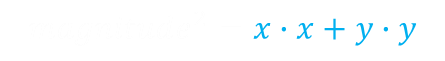 x · x + y · y